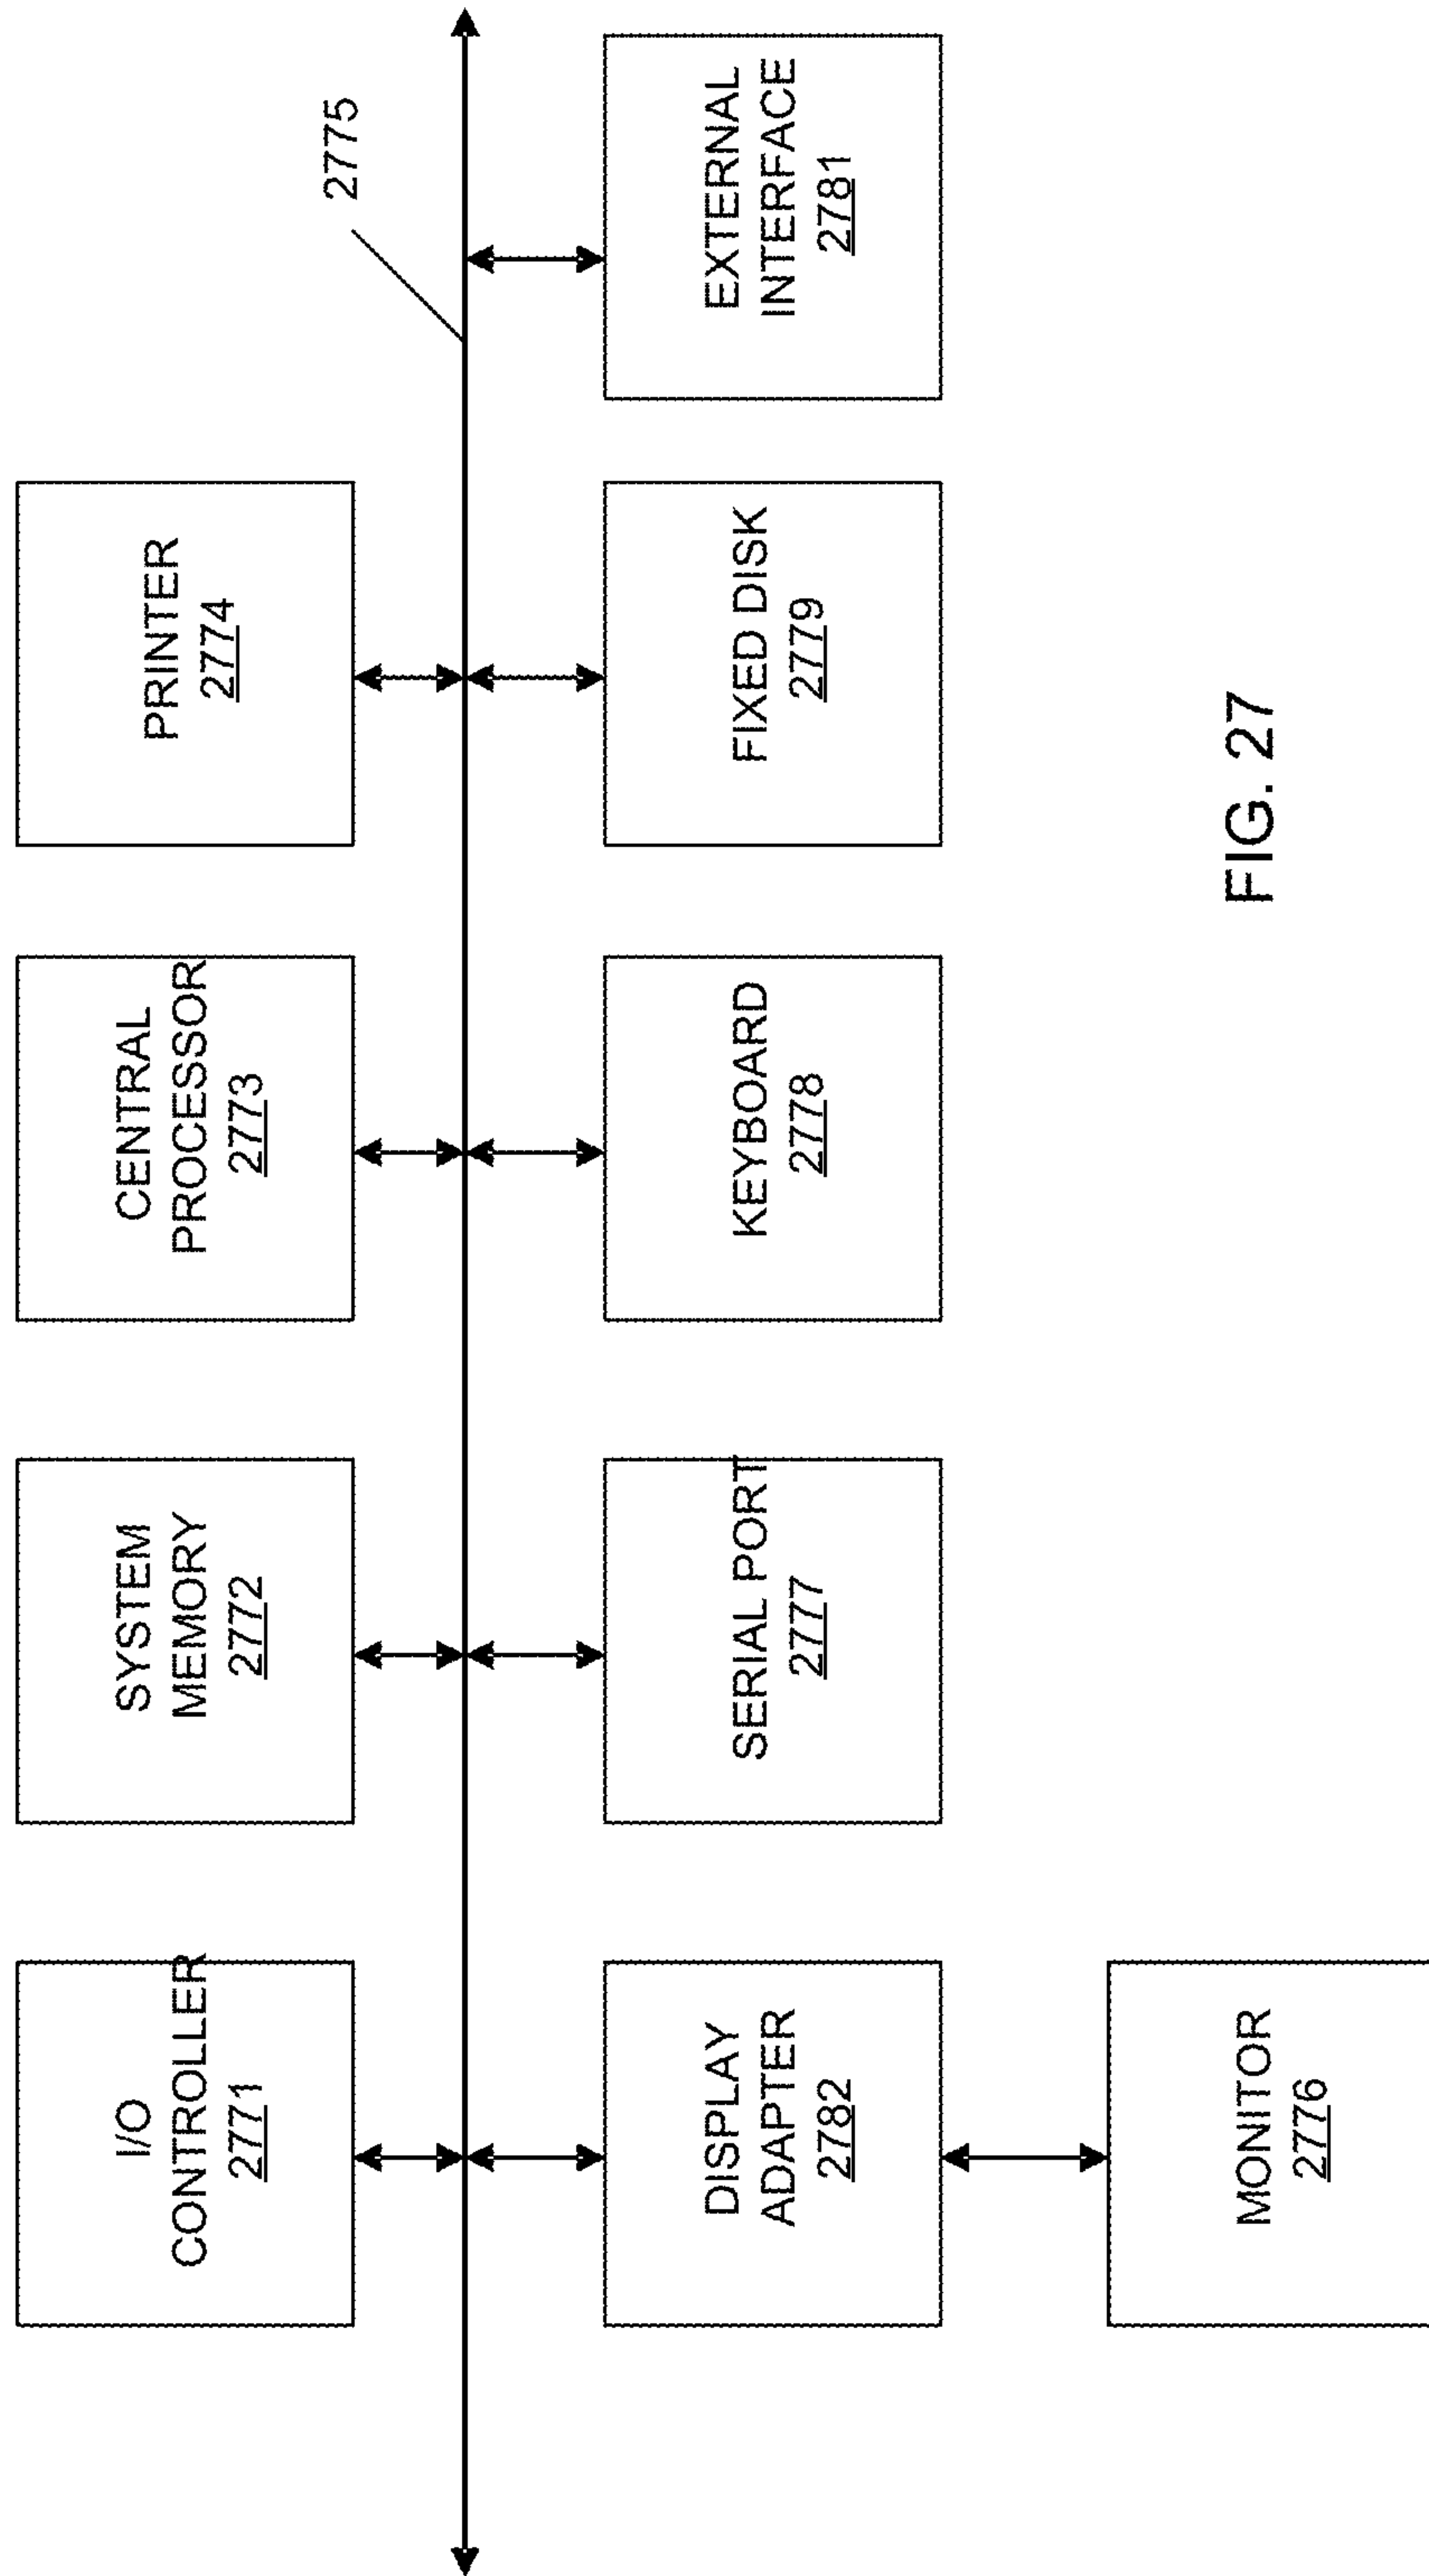 I/O
CONTROLLER
2771
SYSTEM
MEMORY
2772
CENTRAL
PROCESSOR
2773
PRINTER
2774
2775
DISPLAY
ADAPTER
2782
SERIAL PORT
2777
KEYBOARD
2778
FIXED DISK
2779
EXTERNAL
INTERFACE
2781
MONITOR
2776
FIG. 27